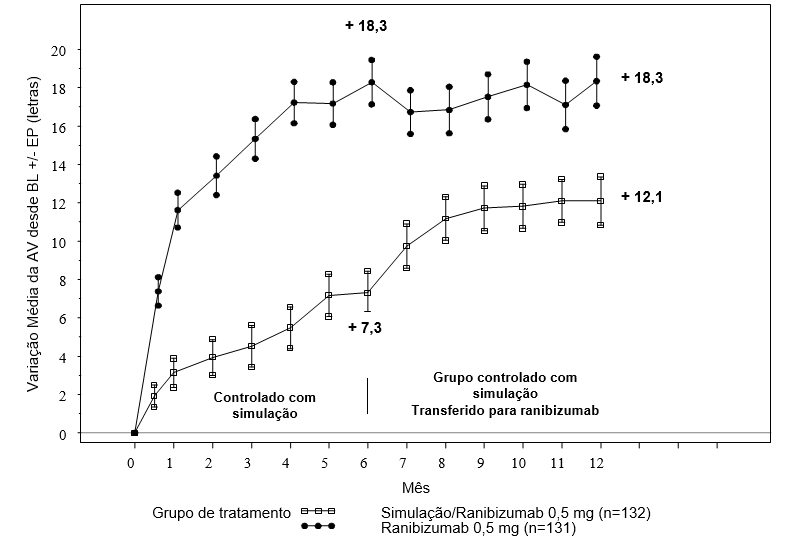 + 18,3
20
18
16
14
12
10
8
6
4
2
0
Variação Média da AV desde BL +/- EP (letras)
+ 18,3
+ 12,1
+ 7,3
Controlado com
simulação
Grupo controlado com
simulação
Transferido para ranibizumab
0 1 2 3 4 5 6 7 8 9 10 11 12
Mês
Grupo de tratamento
Simulação/Ranibizumab 0,5 mg (n=132)
Ranibizumab 0,5 mg (n=131)